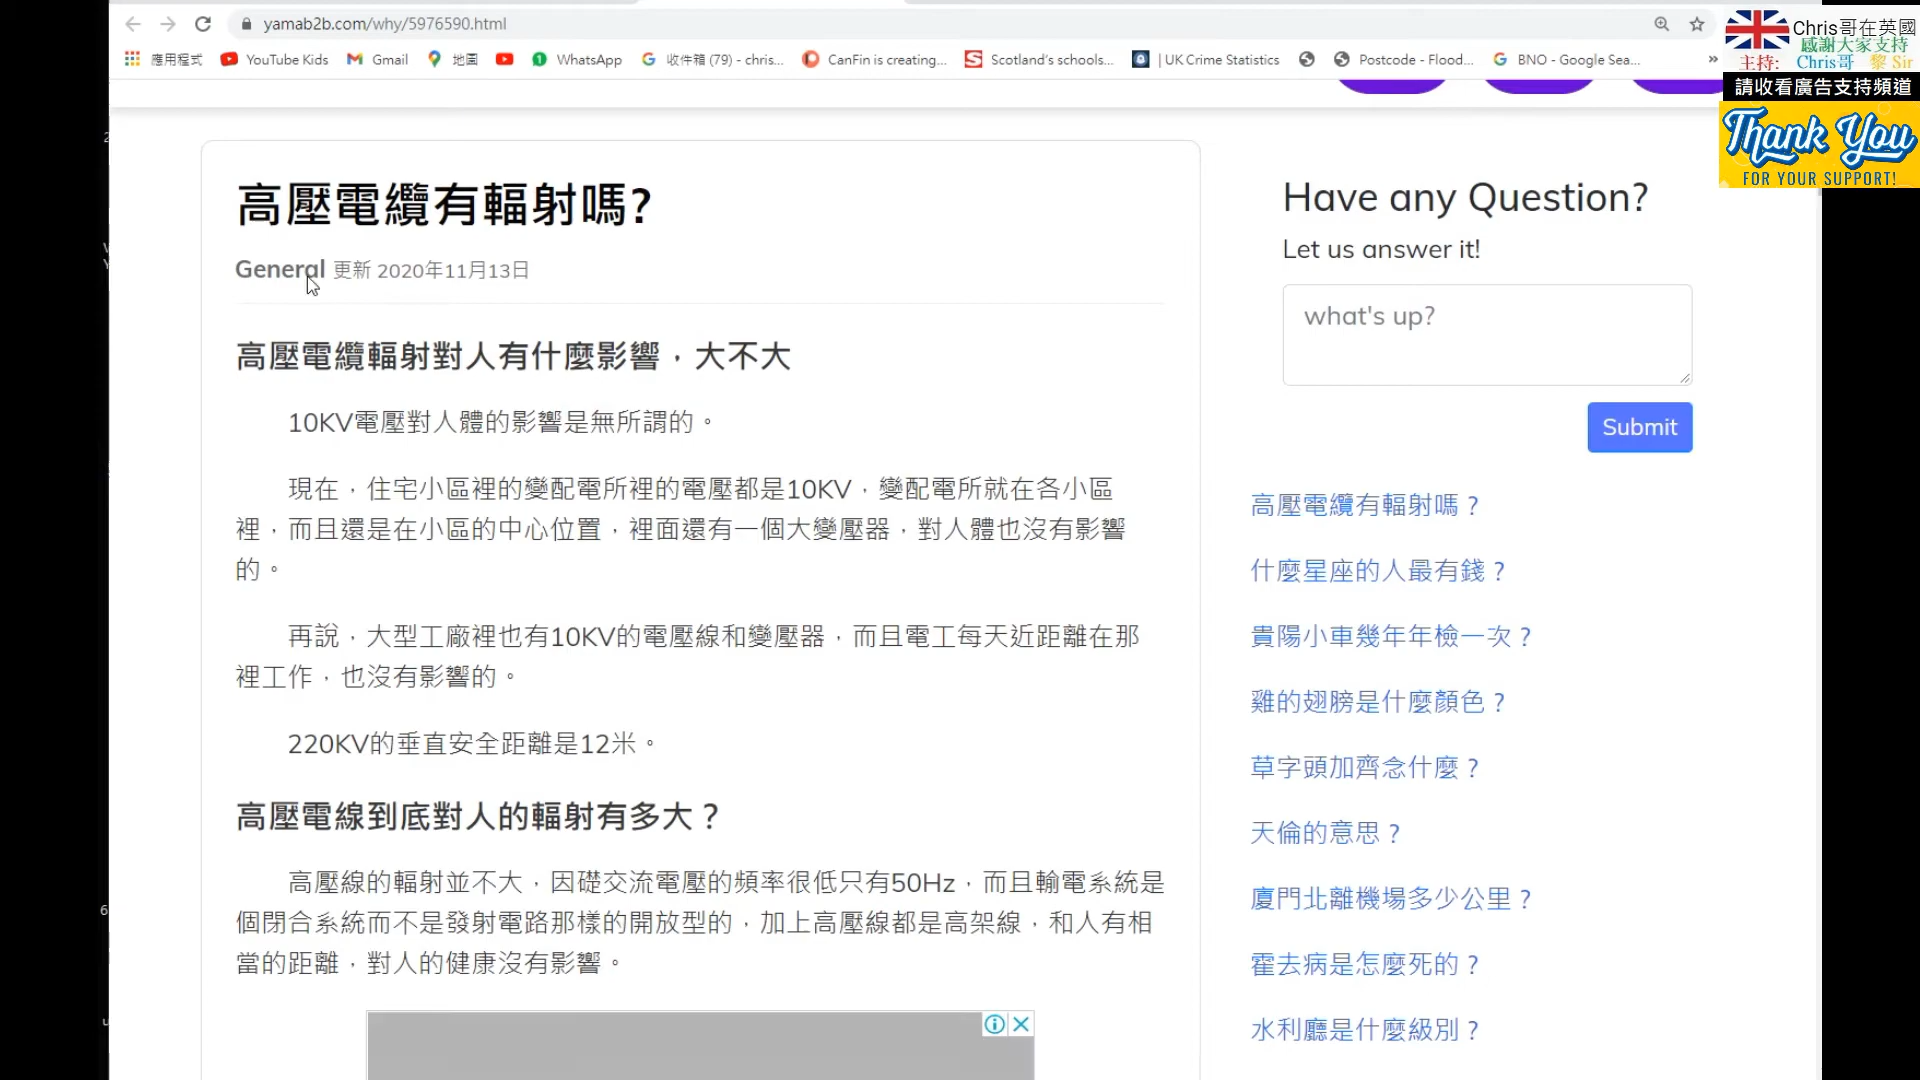 yamab2b.com/why/5976590.html
應用程式 YouTube Kids Gmail 地圖 WhatsApp 收件箱 (79) - chris... CanFin is creating... Scotland's schools... | UK Crime Statistics Postcode - Flood... BNO - Google Sea... »
Chris哥在英國
感謝大家支持
主持: Chris哥 黎 Sir
請收看廣告支持頻道
Thank You
FOR YOUR SUPPORT!
高壓電纜有輻射嗎?
General 更新 2020年11月13日
高壓電纜輻射對人有什麼影響，大不大
10KV電壓對人體的影響是無所謂的。
現在，住宅小區裡的變配電所裡的電壓都是10KV，變配電所就在各小區
裡，而且還是在小區的中心位置，裡面還有一個大變壓器，對人體也沒有影響
的。
再說，大型工廠裡也有10KV的電壓線和變壓器，而且電工每天近距離在那
裡工作，也沒有影響的。
220KV的垂直安全距離是12米。
高壓電線到底對人的輻射有多大？
高壓線的輻射並不大，因礎交流電壓的頻率很低只有50Hz，而且輸電系統是
個閉合系統而不是發射電路那樣的開放型的，加上高壓線都是高架線，和人有相
當的距離，對人的健康沒有影響。
Have any Question?
Let us answer it!
what's up?
Submit
高壓電纜有輻射嗎？
什麼星座的人最有錢？
貴陽小車幾年年檢一次？
雞的翅膀是什麼顏色？
草字頭加齊念什麼？
天倫的意思？
廈門北離機場多少公里？
霍去病是怎麼死的？
水利廳是什麼級別？